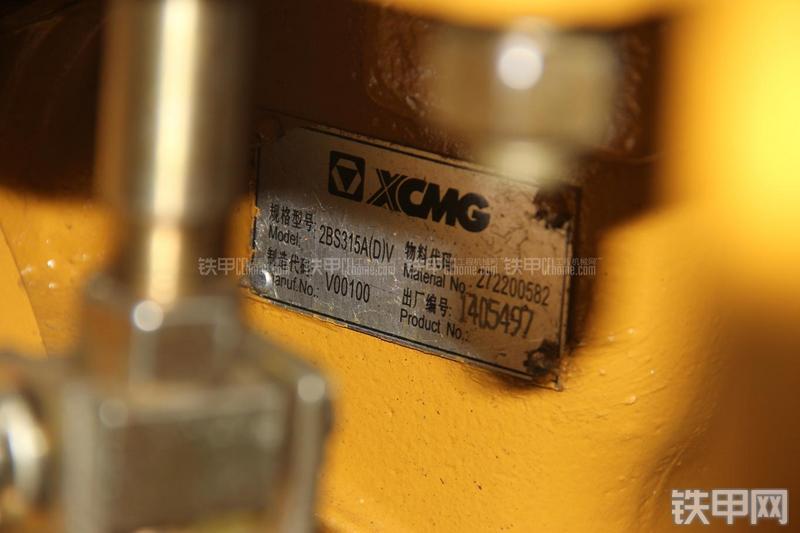 XCMG
规格型号:
Model: 2BS315A(D)V
物料代码:
Material No.: 272200582
制造代码:
Manuf.No.: V00100
出厂编号: 1405497
Product No.:
铁甲网